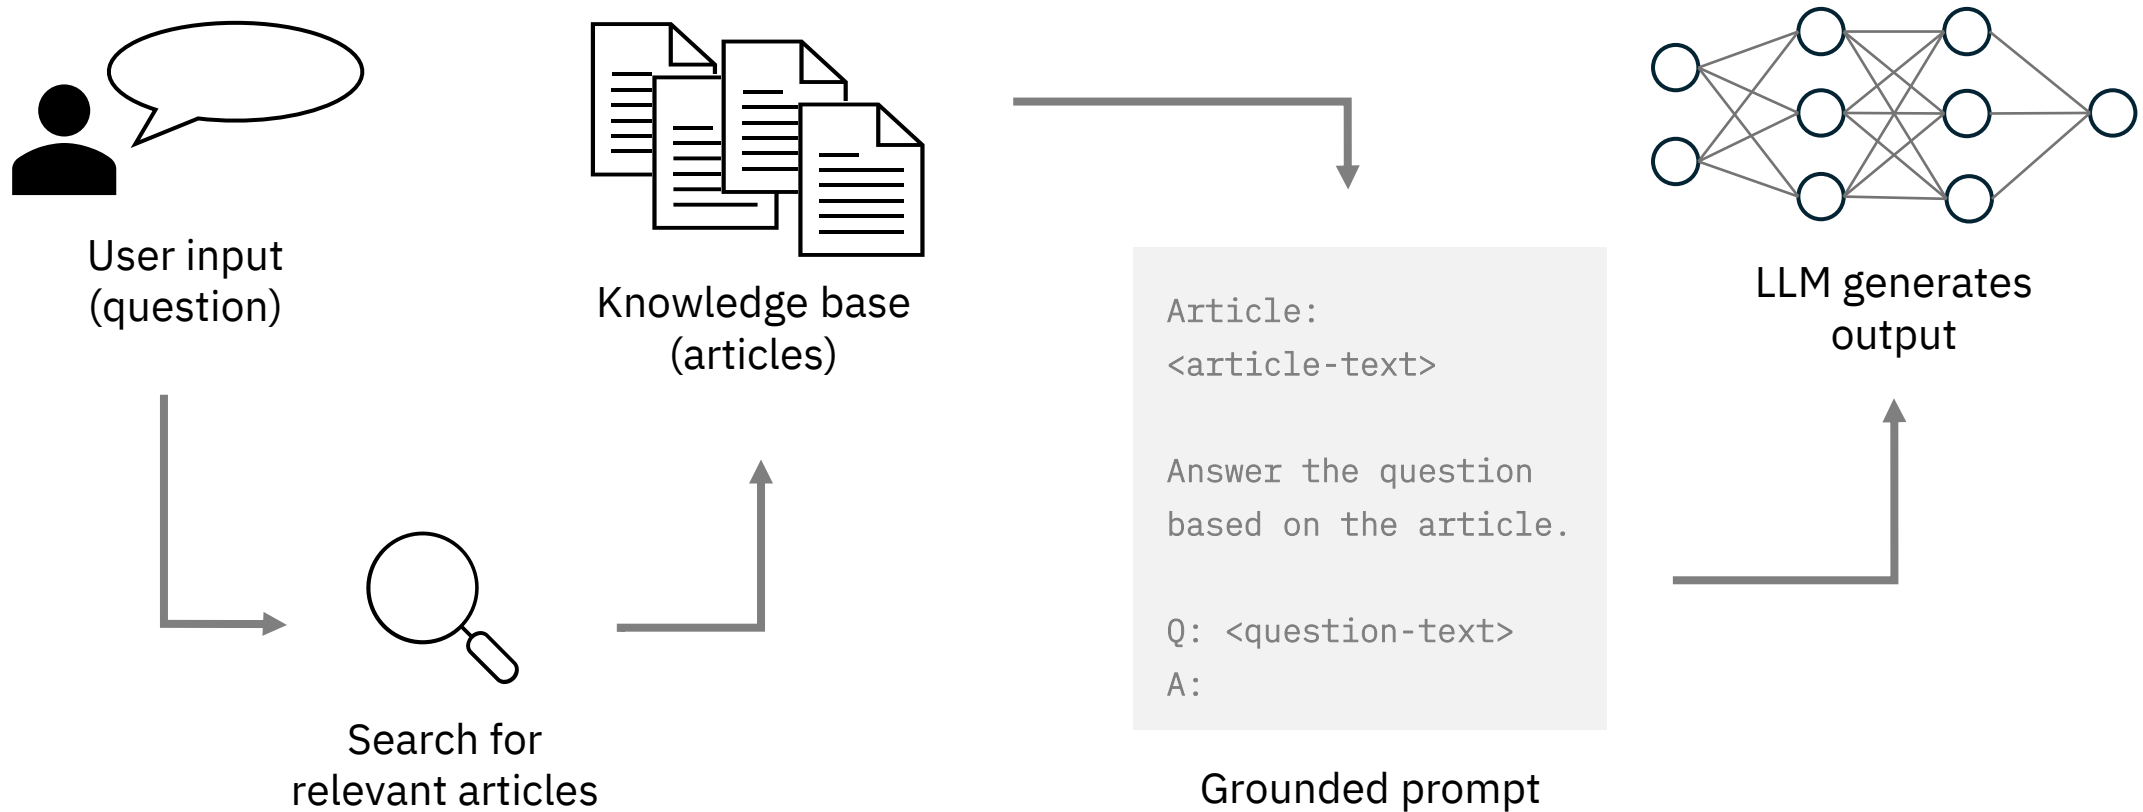 User input
(question)
Search for
relevant articles
Knowledge base
(articles)
Article:
<article-text>
Answer the question
based on the article.
Q: <question-text>
A:
Grounded prompt
LLM generates
output